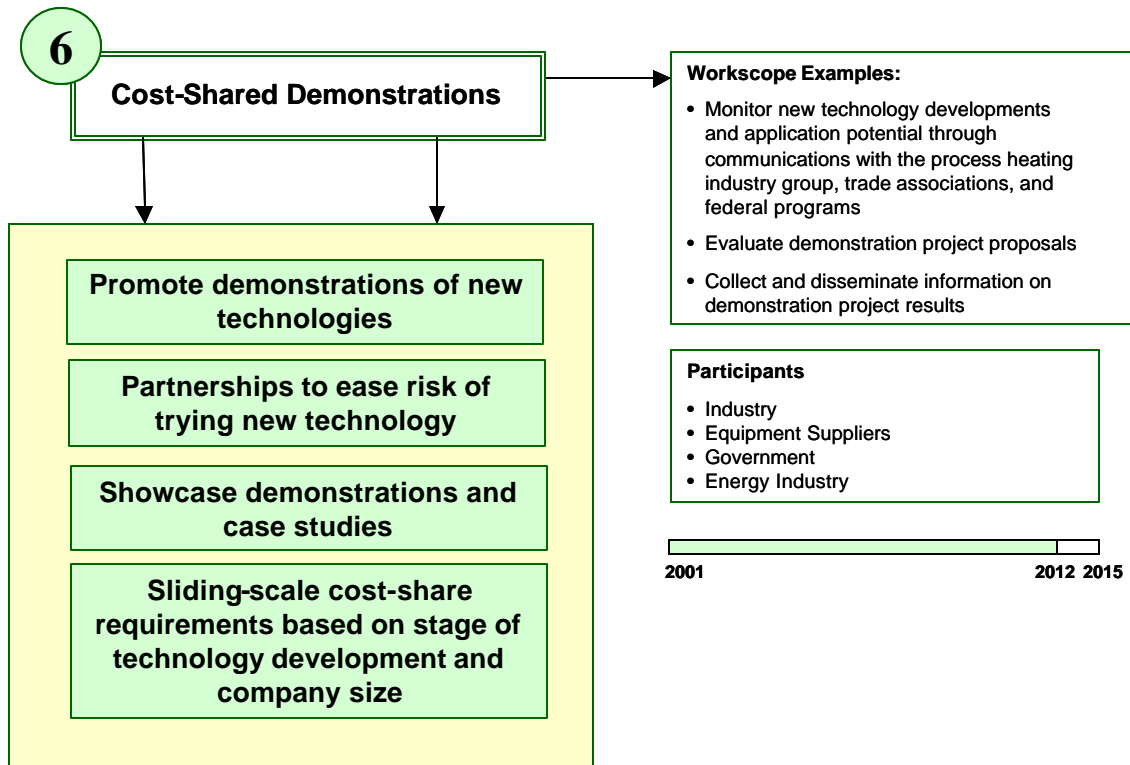 6
Cost-Shared Demonstrations
Promote demonstrations of new
technologies
Partnerships to ease risk of
trying new technology
Showcase demonstrations and
case studies
Sliding-scale cost-share
requirements based on stage of
technology development and
company size
Workscope Examples:
• Monitor new technology developments
and application potential through
communications with the process heating
industry group, trade associations, and
federal programs
• Evaluate demonstration project proposals
• Collect and disseminate information on
demonstration project results
Participants
• Industry
• Equipment Suppliers
• Government
• Energy Industry
2001 2012 2015